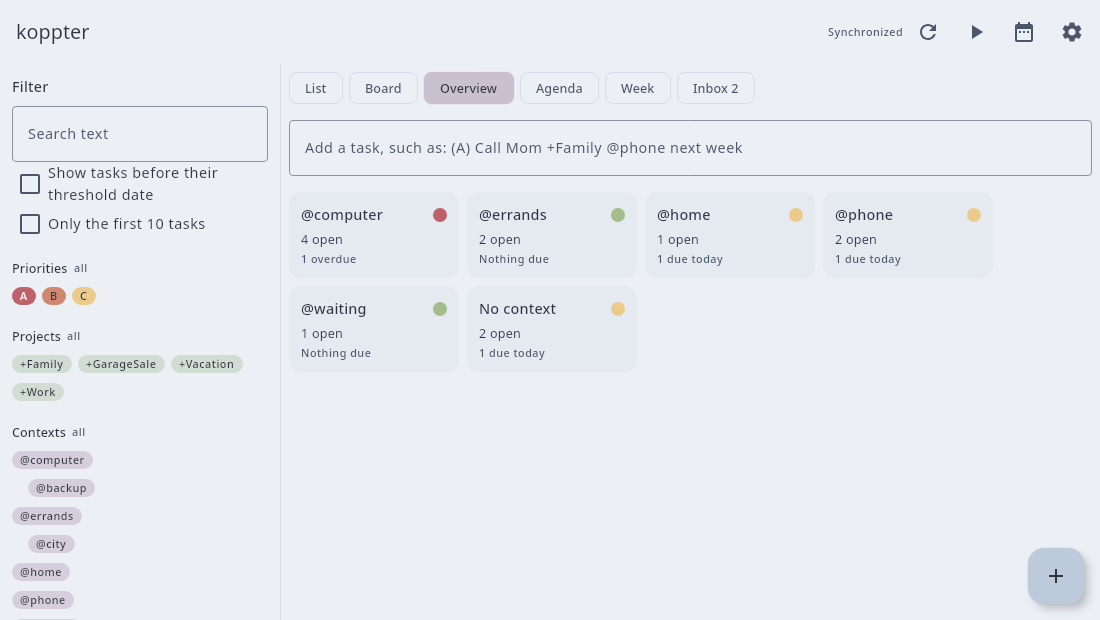 koppter
Synchronized
Filter
Search text
Show tasks before their
threshold date
Only the first 10 tasks
Priorities all
A B C
Projects all
+Family +GarageSale +Vacation
+Work
Contexts all
@computer
@backup
@errands
@city
@home
@phone
List Board Overview Agenda Week Inbox 2
Add a task, such as: (A) Call Mom +Family @phone next week
@computer
4 open
1 overdue
@errands
2 open
Nothing due
@home
1 open
1 due today
@phone
2 open
1 due today
@waiting
1 open
Nothing due
No context
2 open
1 due today